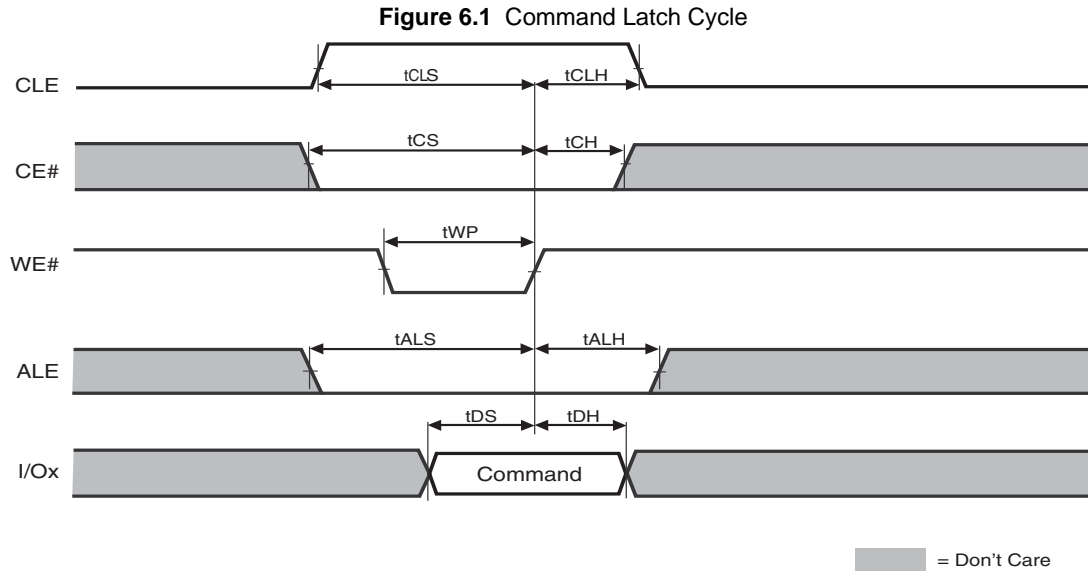 Figure 6.1 Command Latch Cycle
CLE
tCLS
tCLH
CE#
tCS
tCH
WE#
tWP
ALE
tALS
tALH
I/Ox
tDS
tDH
Command
= Don't Care